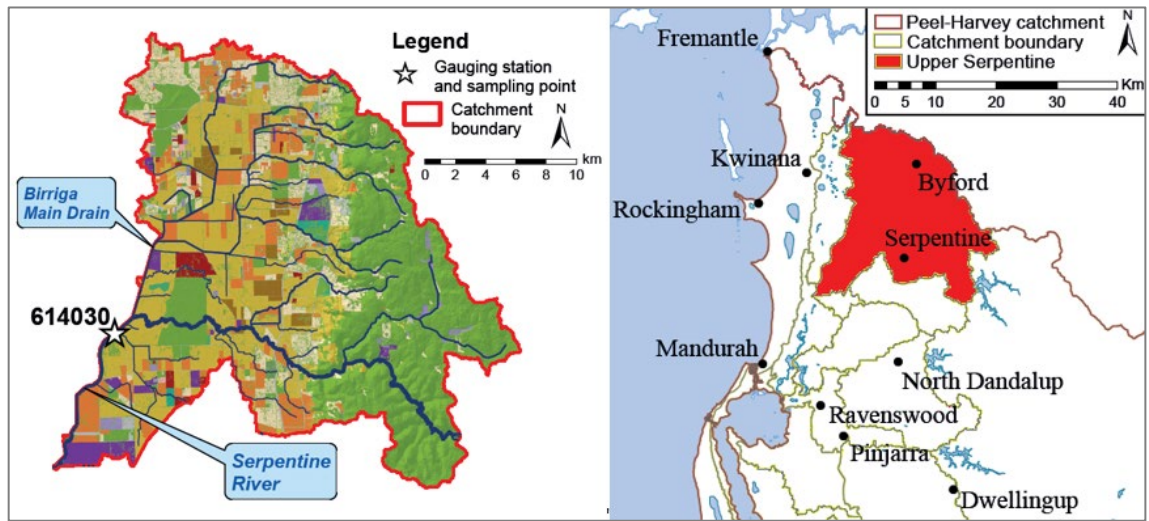 Legend
Gauging station
and sampling point
Catchment
boundary
N
km
0 2 4 6 8 10
Birriga
Main Drain
614030
Serpentine
River
Peel-Harvey catchment
Catchment boundary
Upper Serpentine
N
Km
0 5 10 20 30 40
Fremantle
Kwinana
Byford
Rockingham
Serpentine
Mandurah
North Dandalup
Ravenswood
Pinjarra
Dwellingup